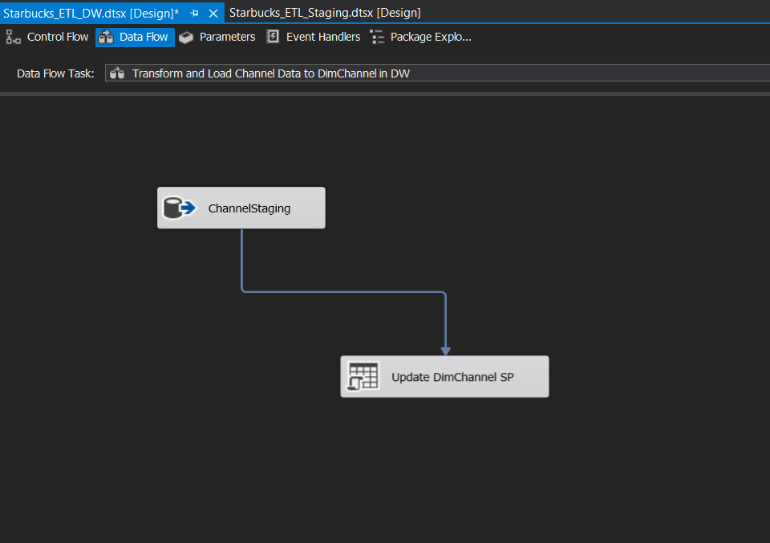 Starbucks_ETL_DW.dtsx [Design]* Starbucks_ETL_Staging.dtsx [Design]
Control Flow Data Flow Parameters Event Handlers Package Explo...
Data Flow Task: Transform and Load Channel Data to DimChannel in DW
ChannelStaging
Update DimChannel SP